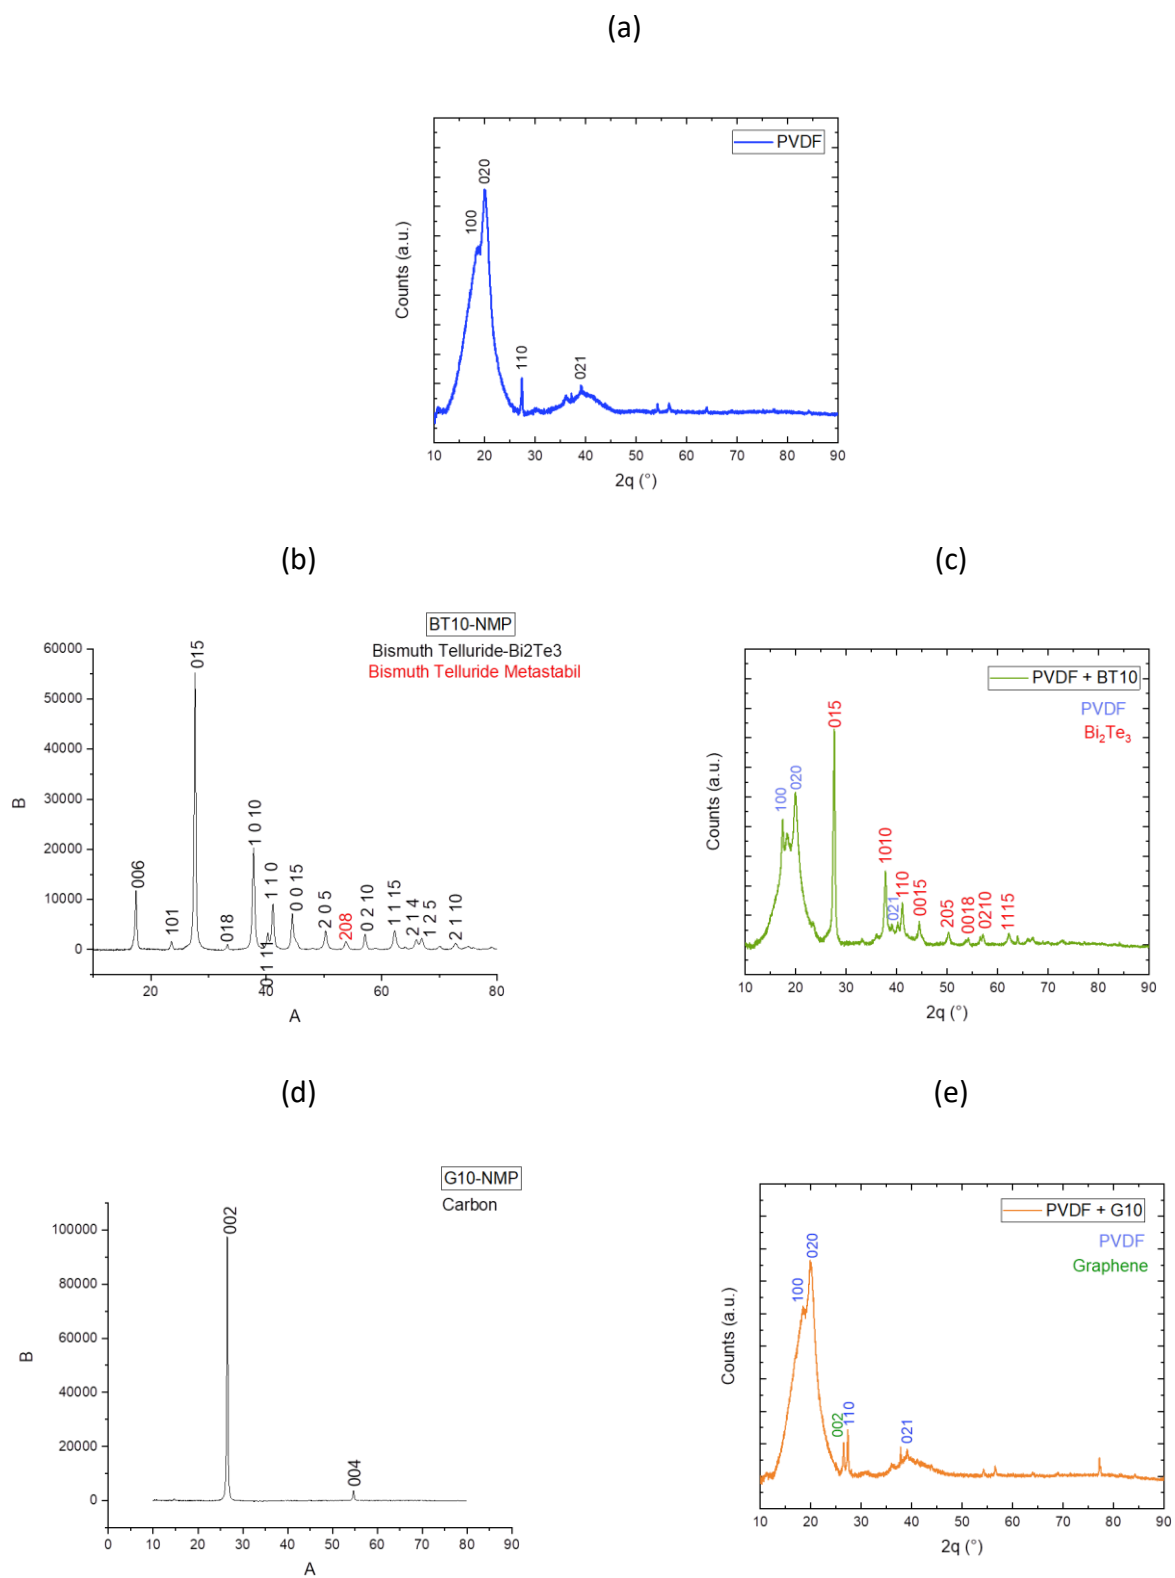 (a)
PVDF
020
100
110
021
Counts (a.u.)
10 20 30 40 50 60 70 80 90
2q (°)
(b)
BT10-NMP
Bismuth Telluride-Bi2Te3
Bismuth Telluride Metastabil
60000
50000
40000
30000
20000
10000
0
B
006
101
015
018
1 0 10
0 1 11
1 1 0
0 0 15
2 0 5
208
0 2 10
1 1 15
2 1 4
1 2 5
2 1 10
20 40 60 80
A
(c)
PVDF + BT10
PVDF
Bi₂Te₃
Counts (a.u.)
100
020
015
1010
021
110
0015
205
0018
0210
1115
10 20 30 40 50 60 70 80 90
2q (°)
(d)
G10-NMP
Carbon
100000
80000
60000
40000
20000
0
B
002
004
0 10 20 30 40 50 60 70 80 90
A
(e)
PVDF + G10
PVDF
Graphene
Counts (a.u.)
100
020
002
110
021
10 20 30 40 50 60 70 80 90
2q (°)